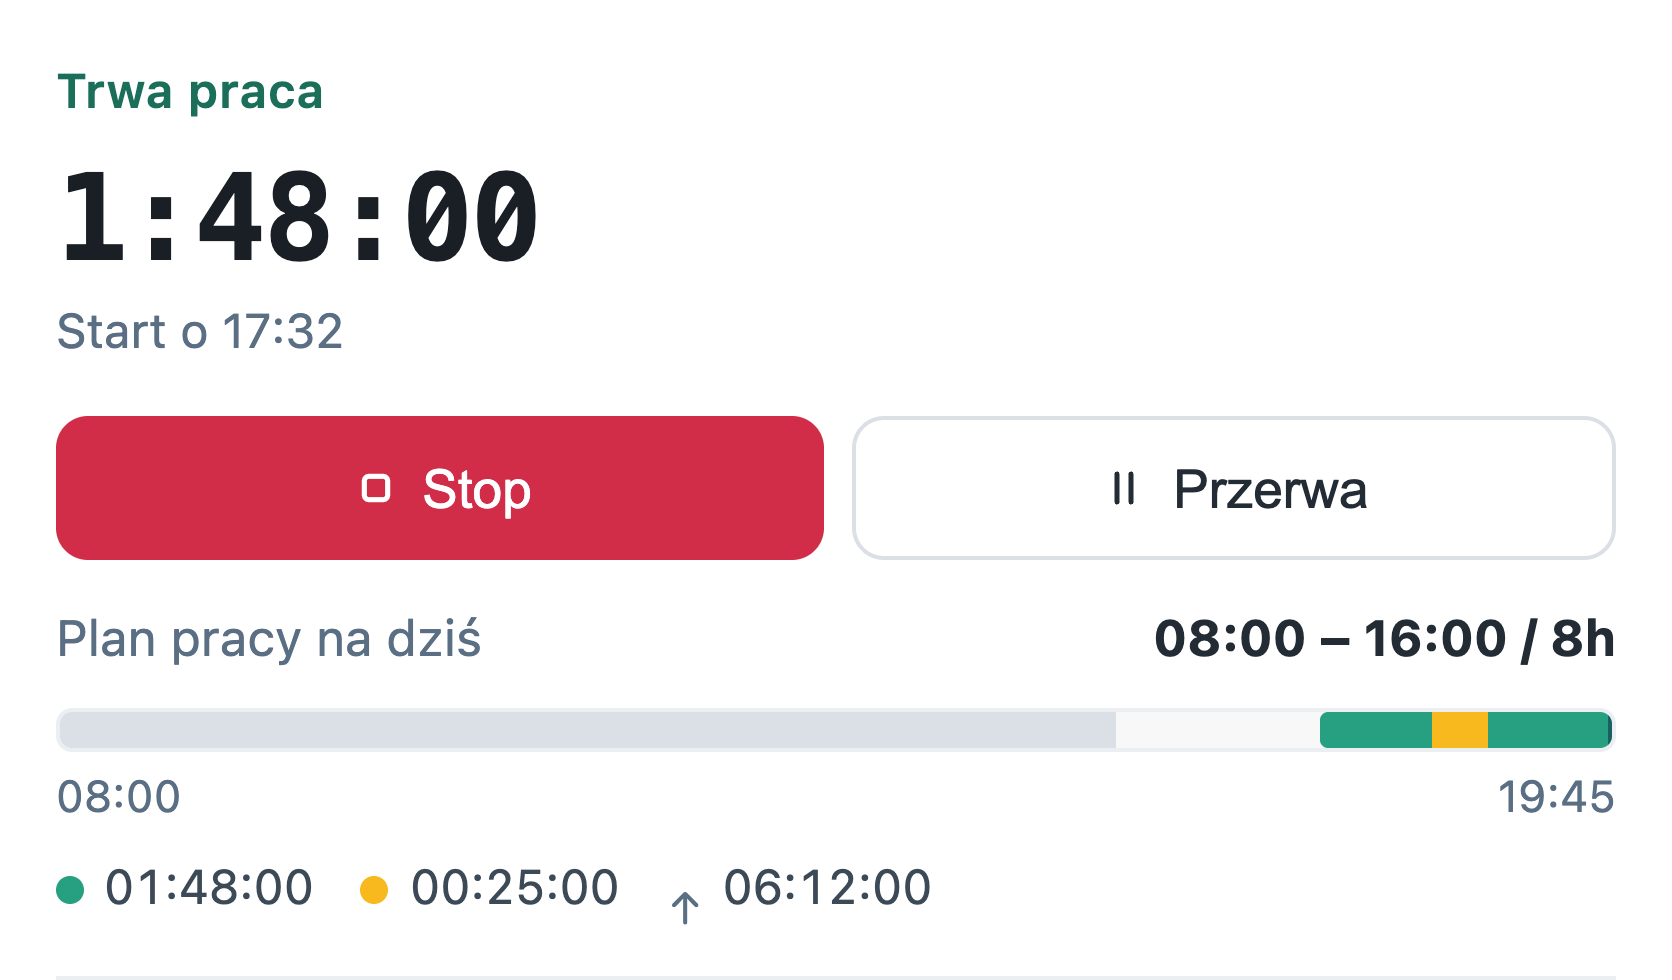 Trwa praca
1:48:00
Start o 17:32
Stop
Przerwa
Plan pracy na dziś
08:00 – 16:00 / 8h
08:00
19:45
01:48:00 00:25:00 06:12:00